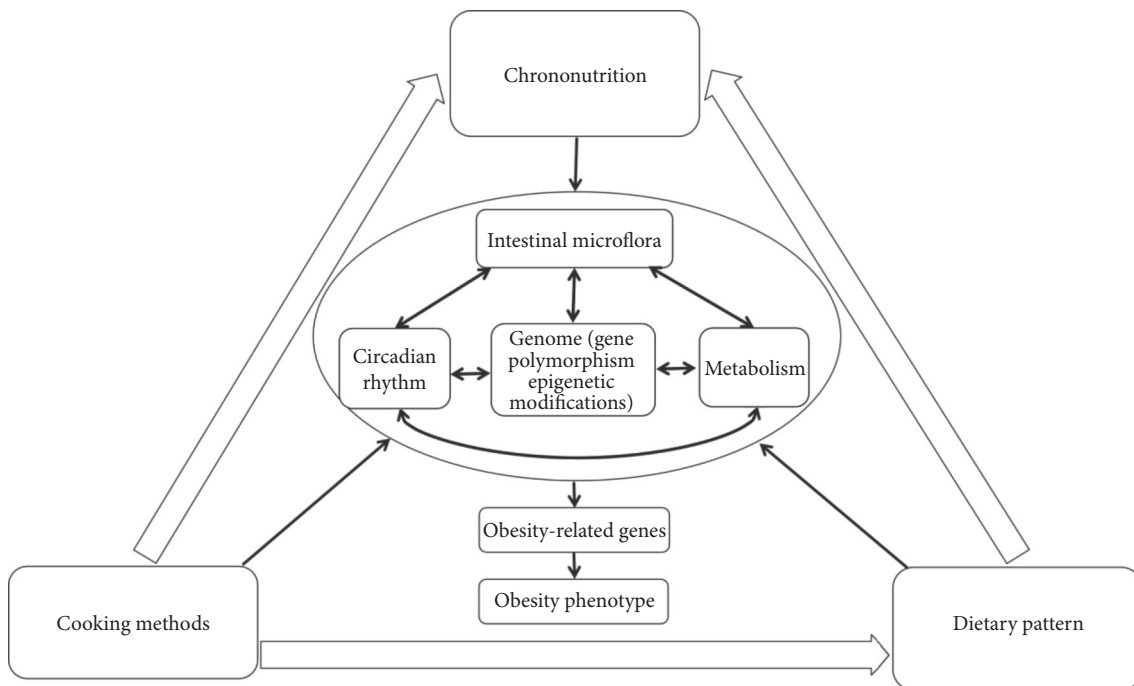 Chrononutrition
Intestinal microflora
Circadian
rhythm
Genome (gene
polymorphism
epigenetic
modifications)
Metabolism
Obesity-related genes
Obesity phenotype
Cooking methods
Dietary pattern